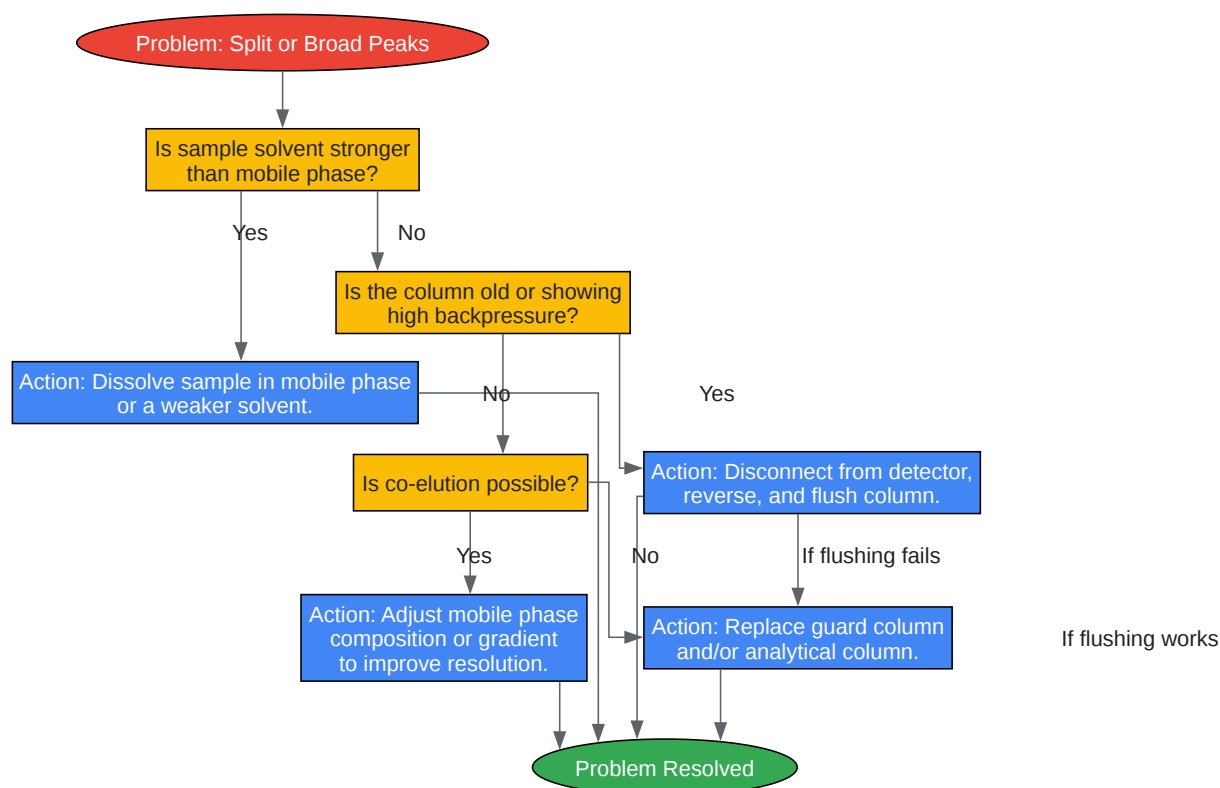 Problem: Split or Broad Peaks
Is sample solvent stronger
than mobile phase?
Yes
No
Is the column old or showing
high backpressure?
Action: Dissolve sample in mobile phase
or a weaker solvent.
No
Yes
Is co-elution possible?
Action: Disconnect from detector,
reverse, and flush column.
Yes
No
If flushing fails
Action: Adjust mobile phase
composition or gradient
to improve resolution.
Action: Replace guard column
and/or analytical column.
If flushing works
Problem Resolved